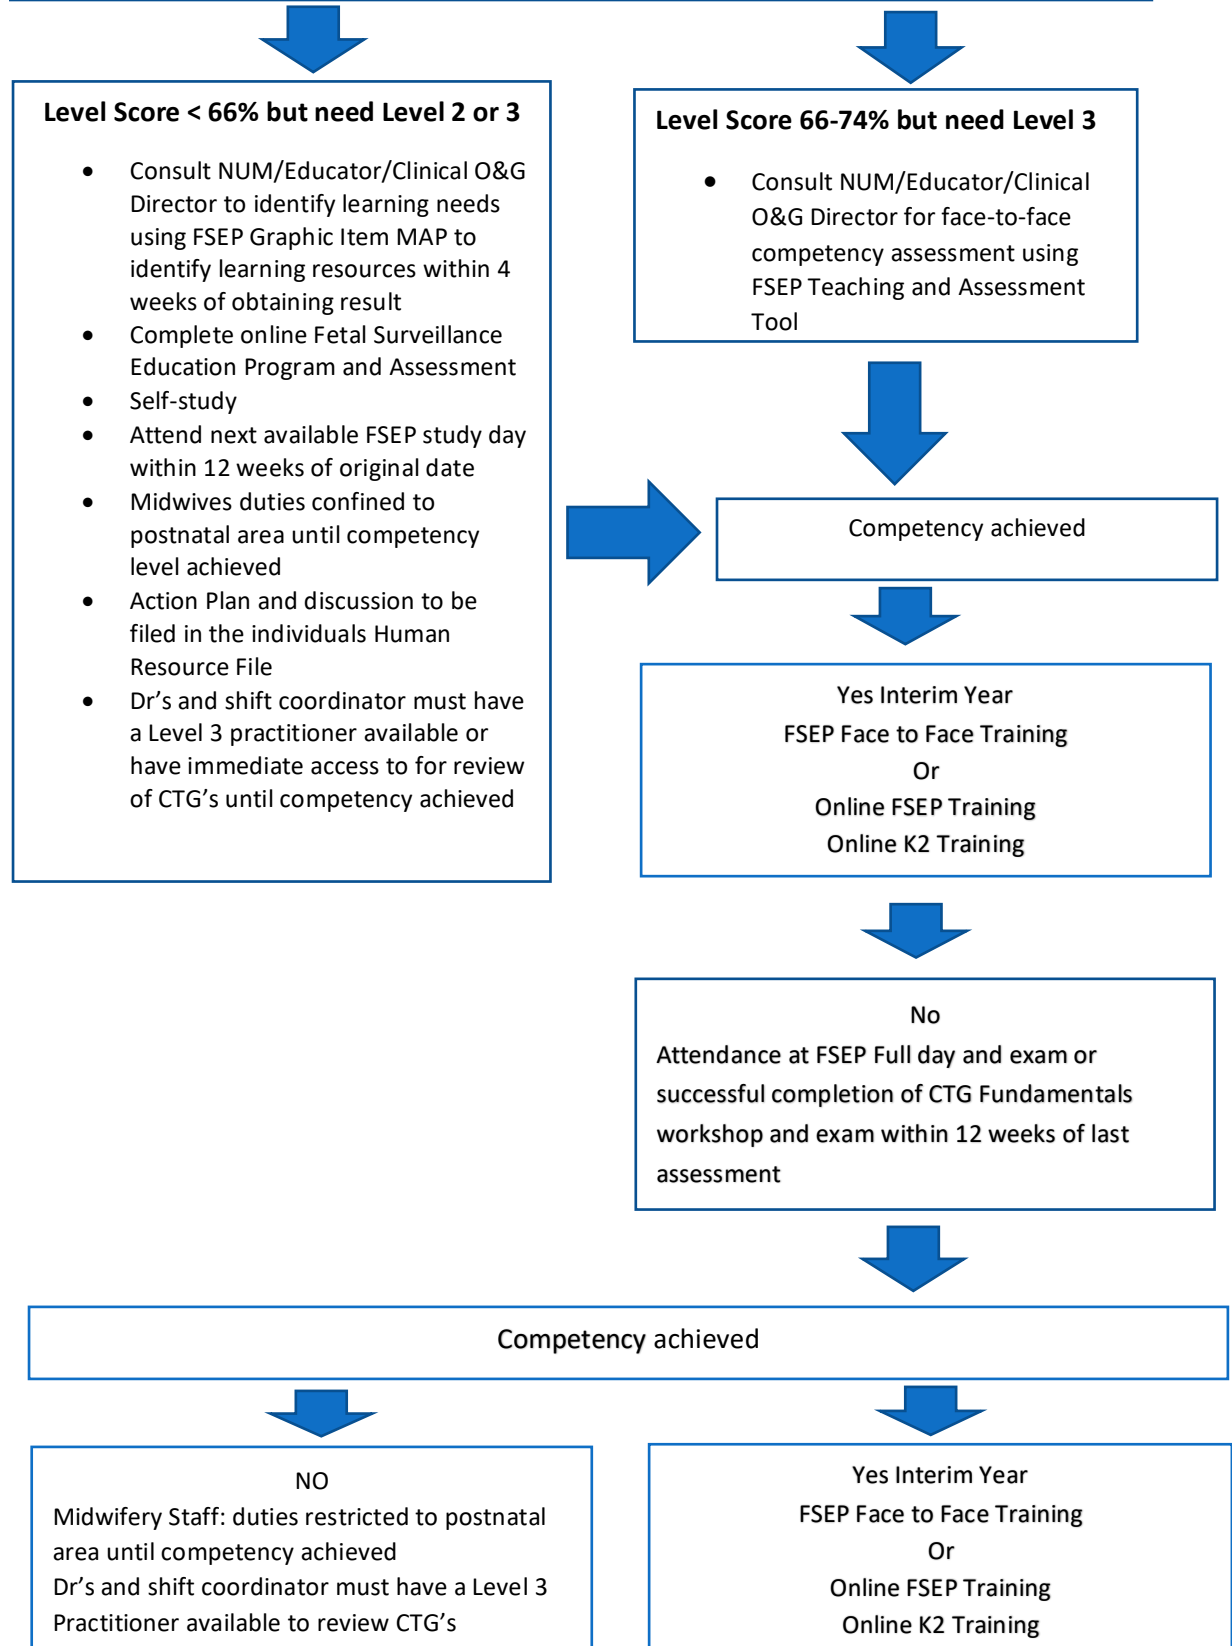 Level Score < 66% but need Level 2 or 3
• Consult NUM/Educator/Clinical O&G
Director to identify learning needs
using FSEP Graphic Item MAP to
identify learning resources within 4
weeks of obtaining result
• Complete online Fetal Surveillance
Education Program and Assessment
• Self-study
• Attend next available FSEP study day
within 12 weeks of original date
• Midwives duties confined to
postnatal area until competency
level achieved
• Action Plan and discussion to be
filed in the individuals Human
Resource File
• Dr’s and shift coordinator must have
a Level 3 practitioner available or
have immediate access to for review
of CTG’s until competency achieved
Level Score 66-74% but need Level 3
• Consult NUM/Educator/Clinical
O&G Director for face-to-face
competency assessment using
FSEP Teaching and Assessment
Tool
Competency achieved
Yes Interim Year
FSEP Face to Face Training
Or
Online FSEP Training
Online K2 Training
No
Attendance at FSEP Full day and exam or
successful completion of CTG Fundamentals
workshop and exam within 12 weeks of last
assessment
Competency achieved
NO
Midwifery Staff: duties restricted to postnatal
area until competency achieved
Dr’s and shift coordinator must have a Level 3
Practitioner available to review CTG’s
Yes Interim Year
FSEP Face to Face Training
Or
Online FSEP Training
Online K2 Training